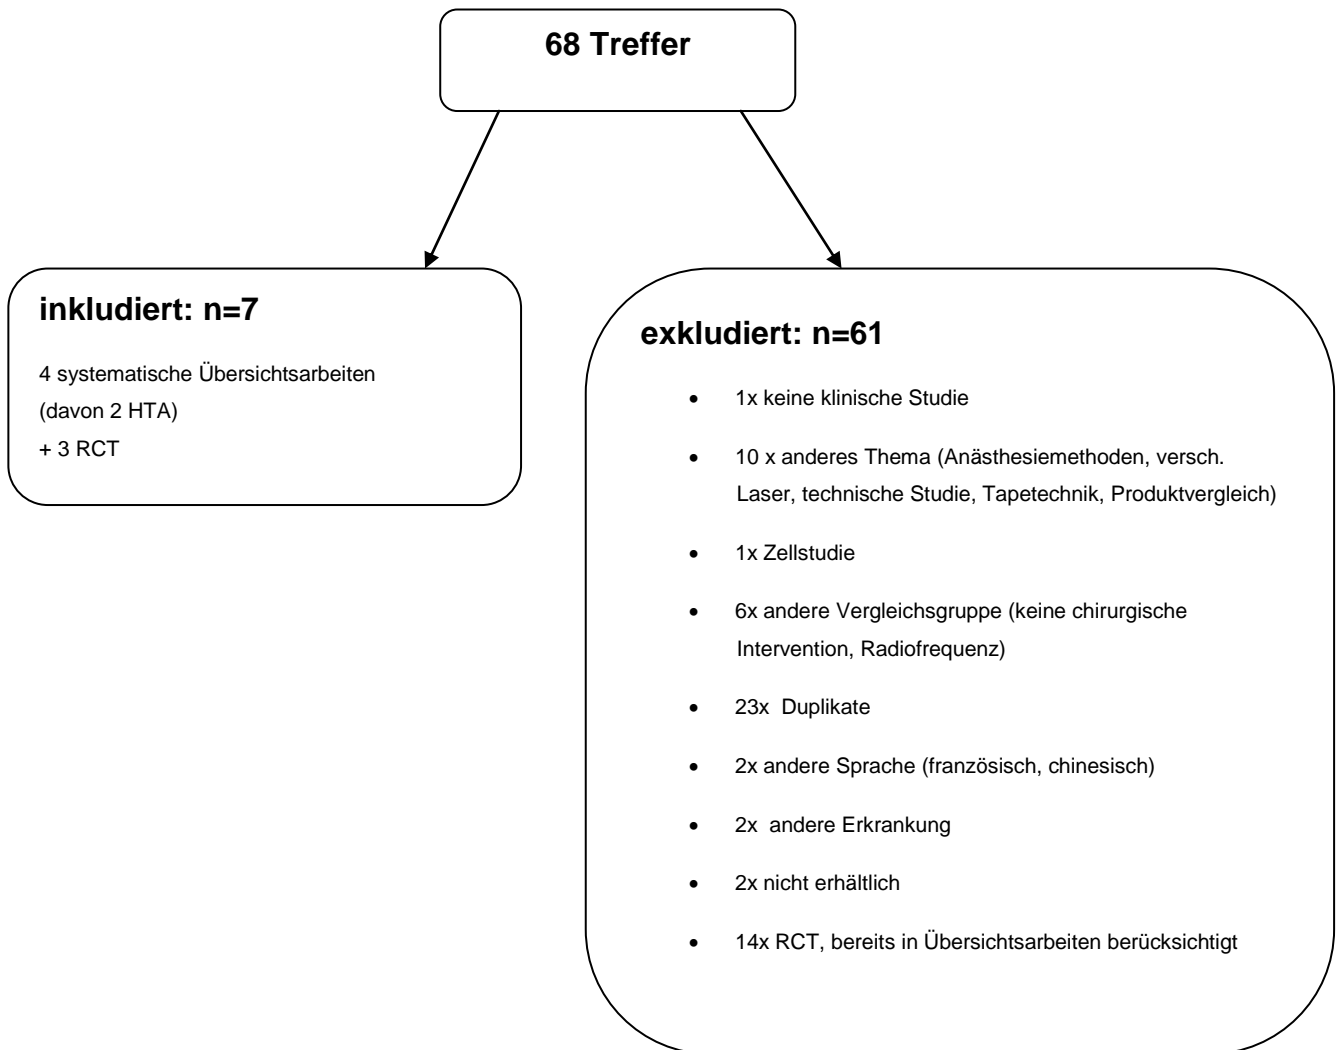 68 Treffer
inkludiert: n=7
4 systematische Übersichtsarbeiten
(davon 2 HTA)
+ 3 RCT
exkludiert: n=61
• 1x keine klinische Studie
• 10 x anderes Thema (Anästhesiemethoden, versch.
Laser, technische Studie, Tapetechnik, Produktvergleich)
• 1x Zellstudie
• 6x andere Vergleichsgruppe (keine chirurgische
Intervention, Radiofrequenz)
• 23x Duplikate
• 2x andere Sprache (französisch, chinesisch)
• 2x andere Erkrankung
• 2x nicht erhältlich
• 14x RCT, bereits in Übersichtsarbeiten berücksichtigt